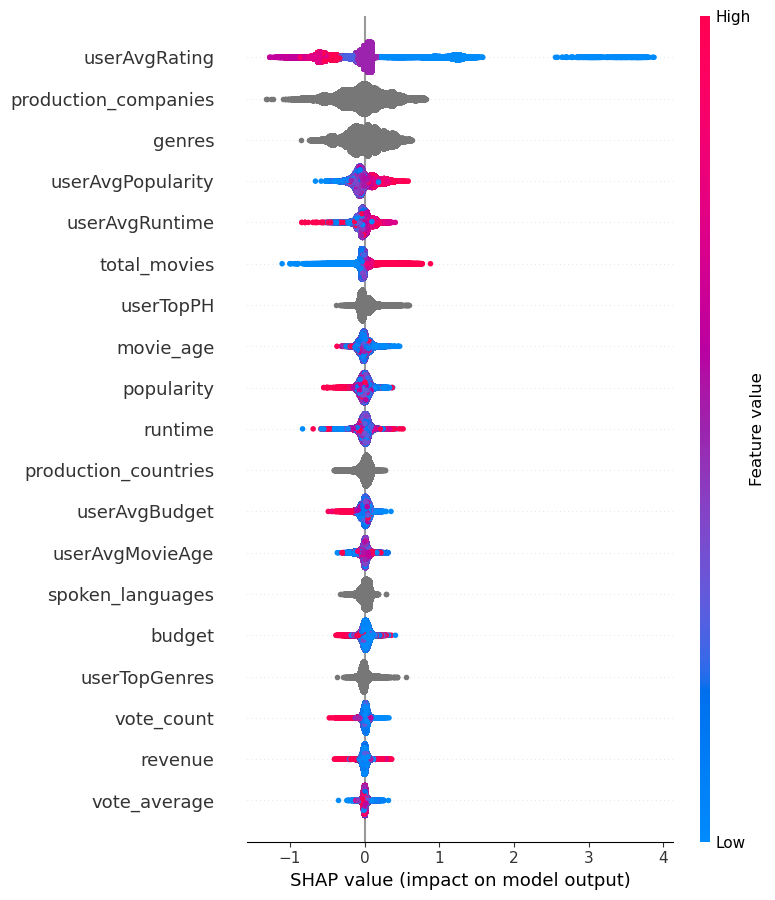 High
userAvgRating
production_companies
genres
userAvgPopularity
userAvgRuntime
total_movies
userTopPH
movie_age
popularity
runtime
production_countries
userAvgBudget
userAvgMovieAge
spoken_languages
budget
userTopGenres
vote_count
revenue
vote_average
Feature value
Low
−1 0 1 2 3 4
SHAP value (impact on model output)